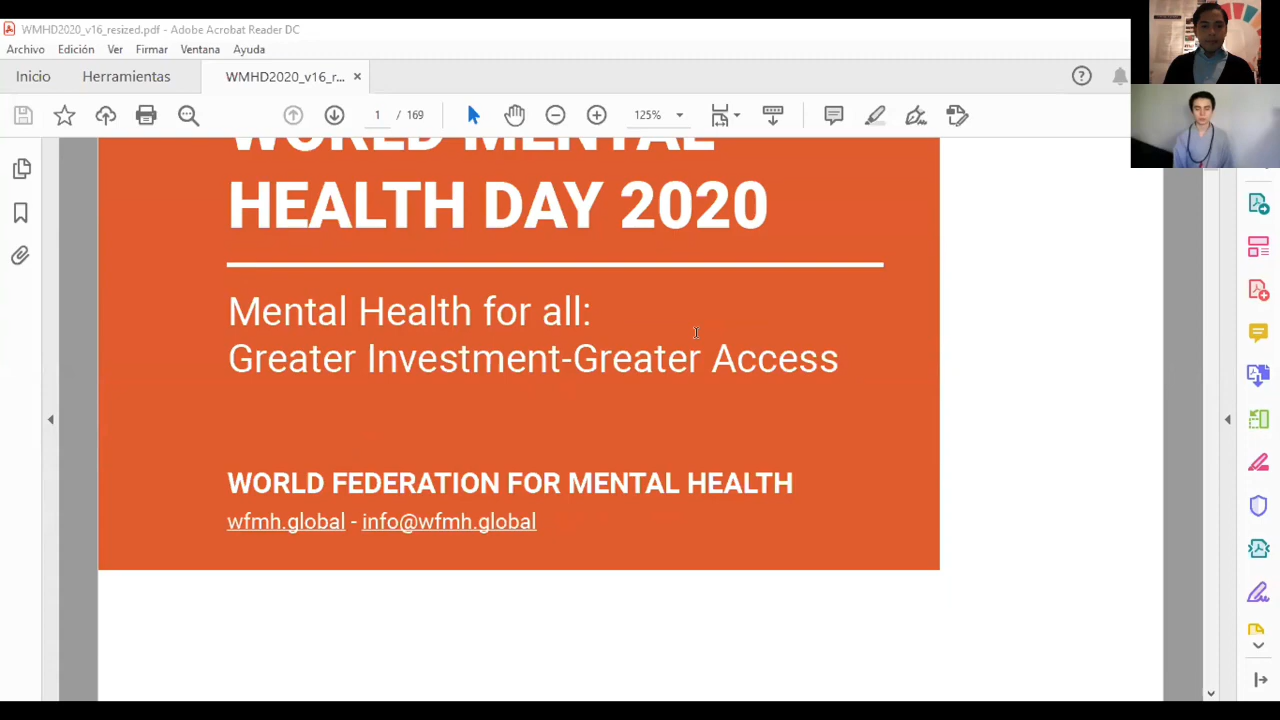 WMHD2020_v16_resized.pdf - Adobe Acrobat Reader DC
Archivo Edición Ver Firmar Ventana Ayuda
Inicio Herramientas WMHD2020_v16_r... ×
1 / 169 125%
WORLD MENTAL
HEALTH DAY 2020
Mental Health for all:
Greater Investment-Greater Access
WORLD FEDERATION FOR MENTAL HEALTH
wfmh.global - info@wfmh.global